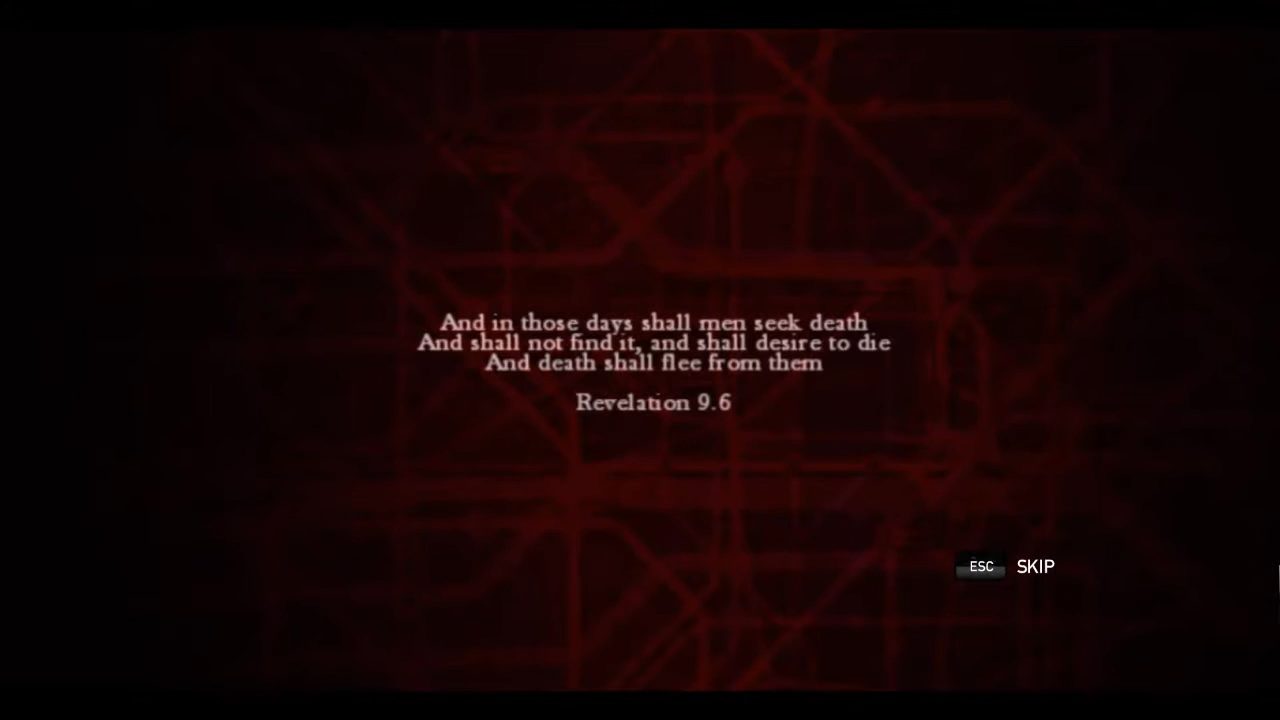 And in those days shall men seek death
And shall not find it, and shall desire to die
And death shall flee from them
Revelation 9.6
ESC SKIP